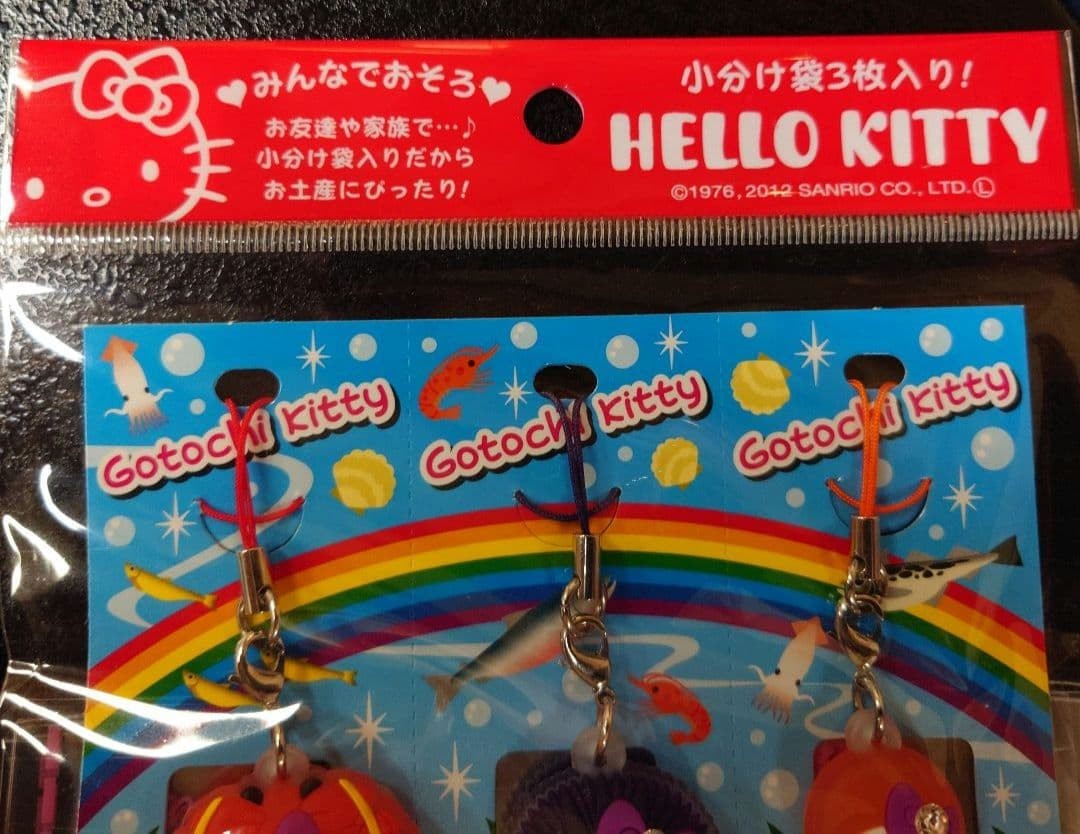 みんなでおそろ
お友達や家族で…♪
小分け袋入りだから
お土産にぴったり!
小分け袋3枚入り!
HELLO KITTY
©1976, 2012 SANRIO CO., LTD. Ⓛ
Gotochi Kitty
Gotochi Kitty
Gotochi Kitty